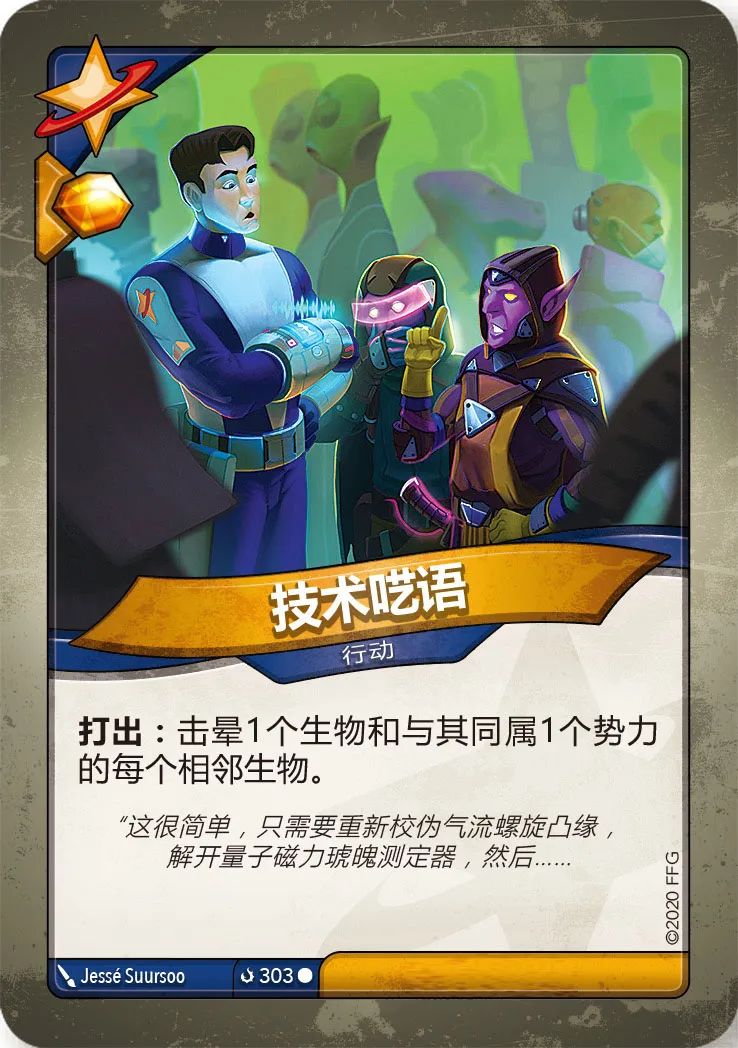 技术呓语
行动
打出：击晕1个生物和与其同属1个势力
的每个相邻生物。
“这很简单，只需要重新校伪气流螺旋凸缘，
解开量子磁力琥魄测定器，然后……
©2020 FFG
Jessé Suursoo
303